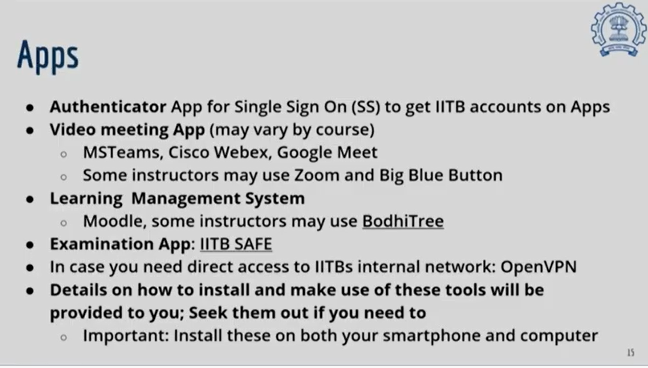 Apps
● Authenticator App for Single Sign On (SS) to get IITB accounts on Apps
● Video meeting App (may vary by course)
○ MSTeams, Cisco Webex, Google Meet
○ Some instructors may use Zoom and Big Blue Button
● Learning Management System
○ Moodle, some instructors may use BodhiTree
● Examination App: IITB SAFE
● In case you need direct access to IITBs internal network: OpenVPN
● Details on how to install and make use of these tools will be
provided to you; Seek them out if you need to
○ Important: Install these on both your smartphone and computer
15